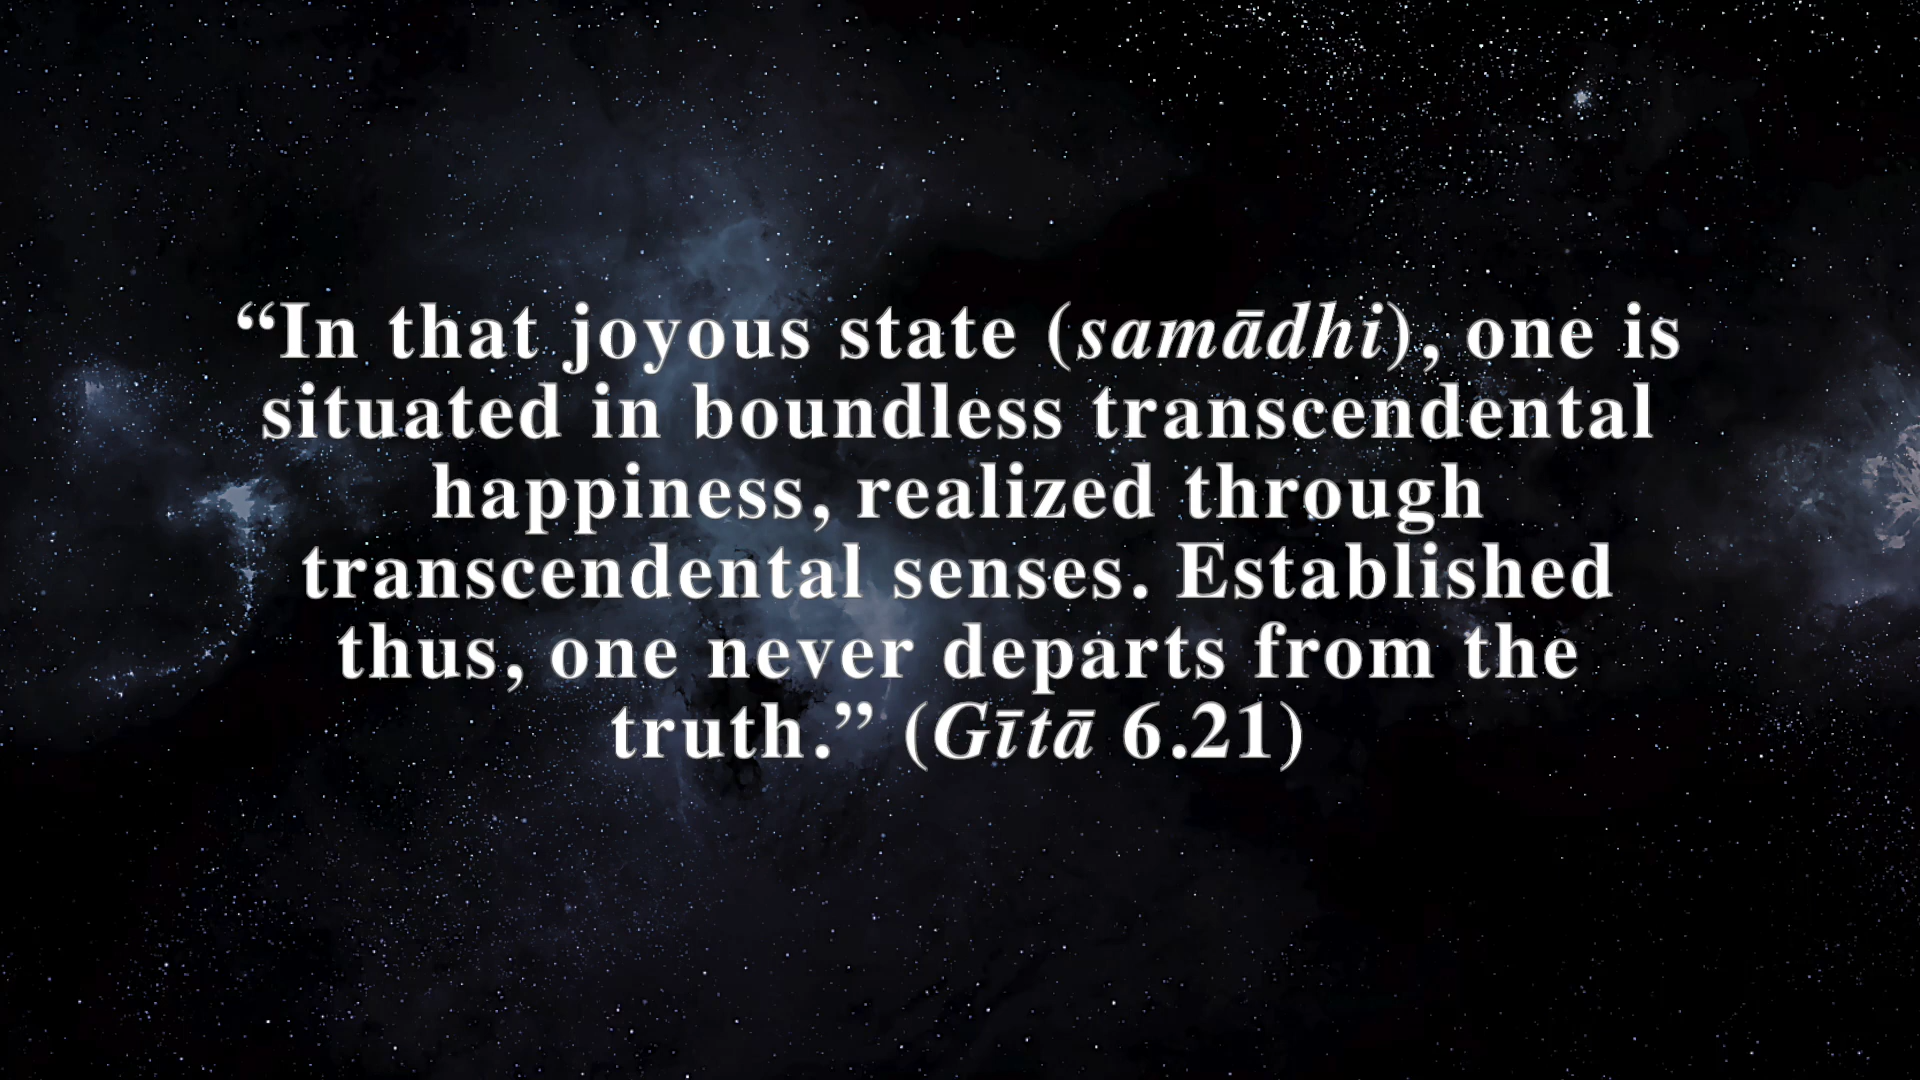 “In that joyous state (samādhi), one is
situated in boundless transcendental
happiness, realized through
transcendental senses. Established
thus, one never departs from the
truth.” (Gītā 6.21)